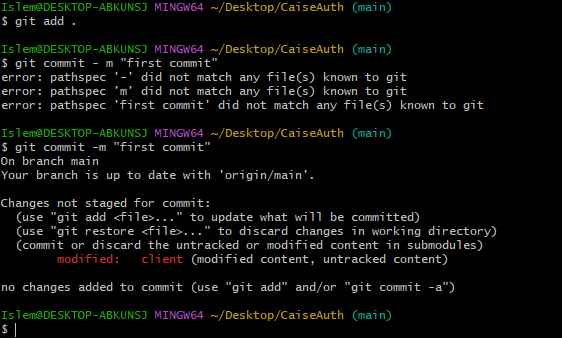 Islem@DESKTOP-ABKUNSJ MINGW64 ~/Desktop/CaiseAuth (main)
$ git add .

Islem@DESKTOP-ABKUNSJ MINGW64 ~/Desktop/CaiseAuth (main)
$ git commit - m "first commit"
error: pathspec '-' did not match any file(s) known to git
error: pathspec 'm' did not match any file(s) known to git
error: pathspec 'first commit' did not match any file(s) known to git

Islem@DESKTOP-ABKUNSJ MINGW64 ~/Desktop/CaiseAuth (main)
$ git commit -m "first commit"
On branch main
Your branch is up to date with 'origin/main'.

Changes not staged for commit:
  (use "git add <file>..." to update what will be committed)
  (use "git restore <file>..." to discard changes in working directory)
  (commit or discard the untracked or modified content in submodules)
        modified:   client (modified content, untracked content)

no changes added to commit (use "git add" and/or "git commit -a")

Islem@DESKTOP-ABKUNSJ MINGW64 ~/Desktop/CaiseAuth (main)
$